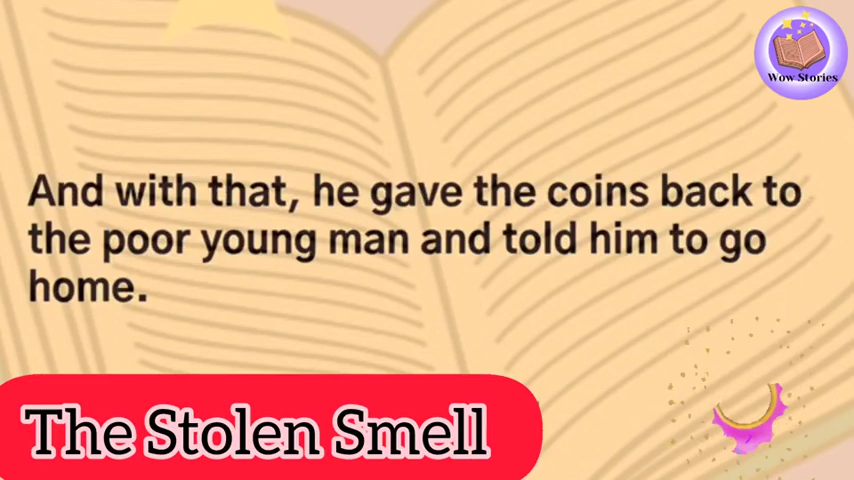 Wow Stories
And with that, he gave the coins back to
the poor young man and told him to go
home.
The Stolen Smell